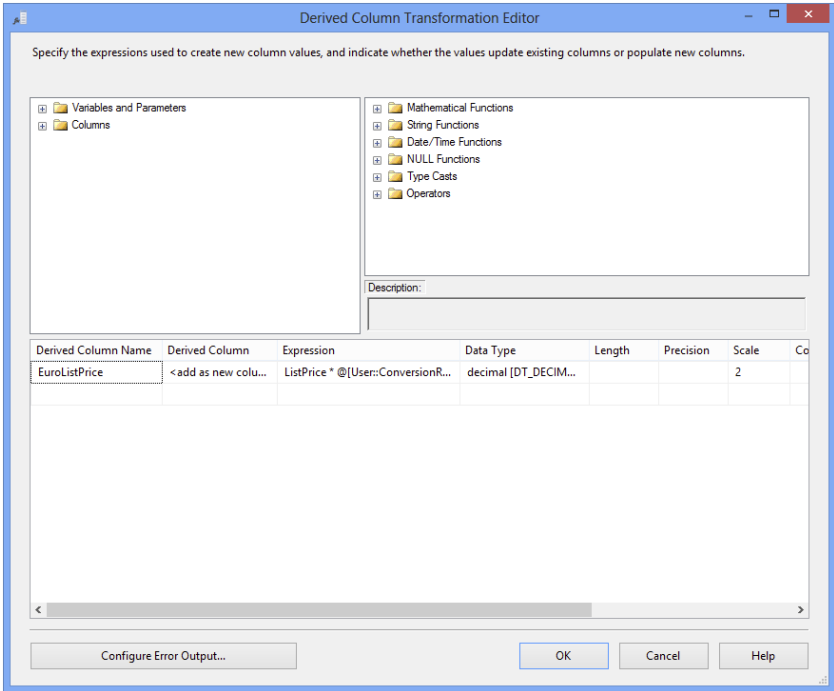 Derived Column Transformation Editor
Specify the expressions used to create new column values, and indicate whether the values update existing columns or populate new columns.
Variables and Parameters
Columns
Mathematical Functions
String Functions
Date/Time Functions
NULL Functions
Type Casts
Operators
Description:
Derived Column Name Derived Column Expression Data Type Length Precision Scale Co
EuroListPrice <add as new colu... ListPrice * @[User::ConversionR... decimal [DT_DECIM... 2
Configure Error Output... OK Cancel Help